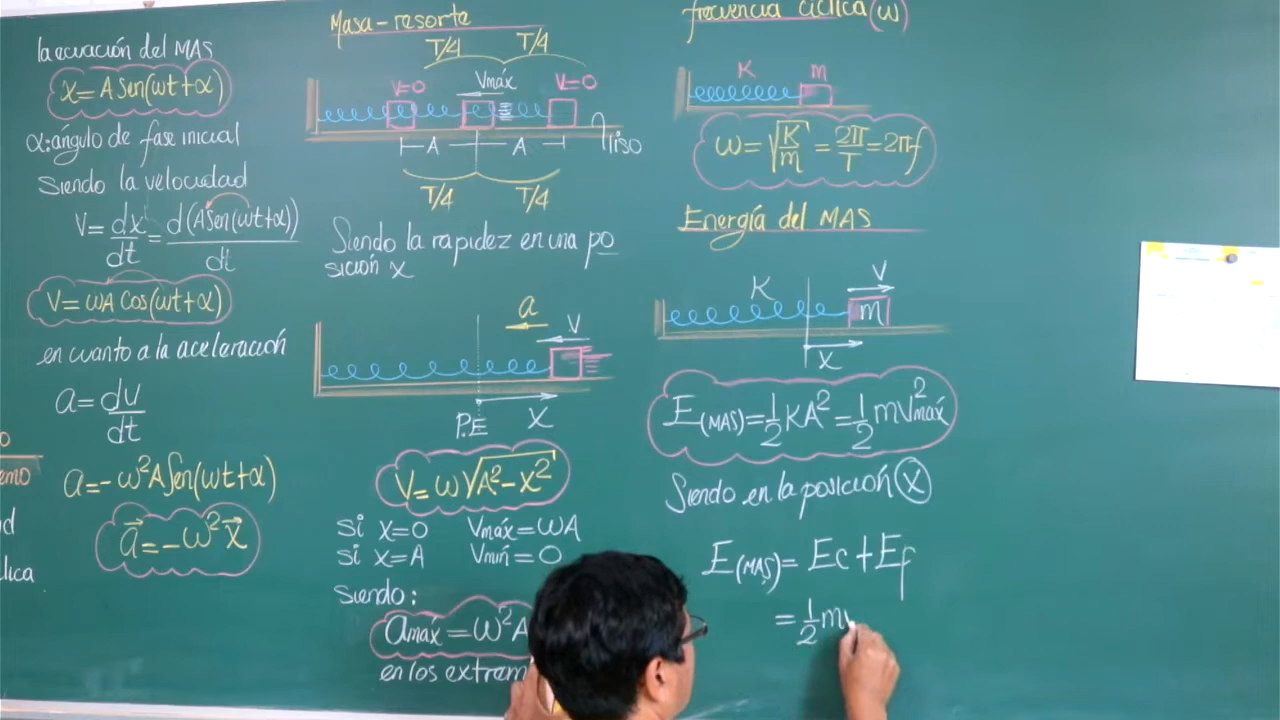 la ecuación del MAS
x = A Sen(ωt+α)
α: ángulo de fase inicial
Siendo la velocidad
V = dx/dt = d(A Sen(ωt+α))/dt
V = ωA Cos(ωt+α)
en cuanto a la aceleración
a = dv/dt
a = -ω²A Sen(ωt+α)
a⃗ = -ω²x⃗
Masa-resorte
T/4 T/4
V=0 Vmáx V=0
A A liso
T/4 T/4
Siendo la rapidez en una po
sición x
a
V
P.E X
V = ω√(A²-x²)
si x=0 Vmáx = ωA
si x=A Vmín = 0
Siendo:
amáx = ω²A
en los extrem
frecuencia cíclica (ω)
K m
ω = √(K/m) = 2π/T = 2πf
Energía del MAS
K V
m
x
E(MAS) = 1/2 KA² = 1/2 mV²máx
Siendo en la posición (X)
E(MAS) = Ec + Ep
= 1/2 mv